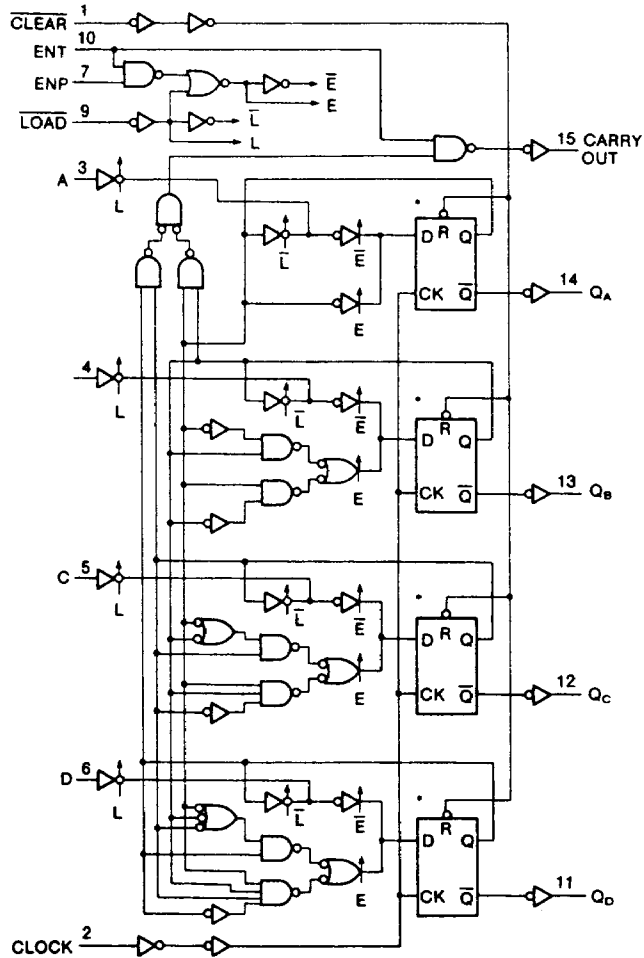 CLEAR 1
ENT 10
ENP 7
E
E
LOAD 9
L
L
15 CARRY OUT
A 3
L
L
E
E
D R Q
CK Q
14 QA
4
L
L
E
E
D R Q
CK Q
13 QB
C 5
L
L
E
E
D R Q
CK Q
12 QC
D 6
L
L
E
E
D R Q
CK Q
11 QD
CLOCK 2